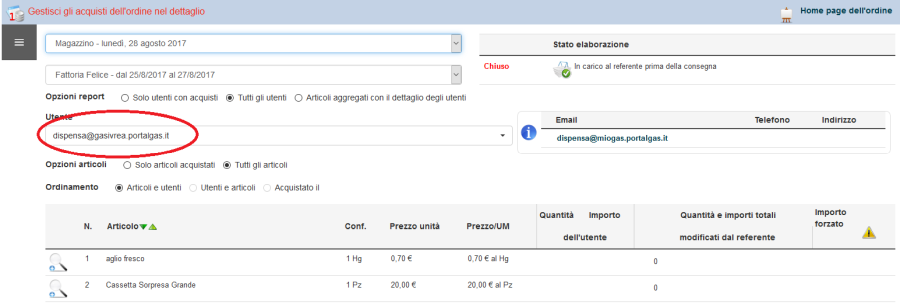 Gestisci gli acquisti dell'ordine nel dettaglio
Home page dell'ordine
Magazzino - lunedì, 28 agosto 2017
Stato elaborazione
Chiuso
In carico al referente prima della consegna
Fattoria Felice - dal 25/8/2017 al 27/8/2017
Opzioni report Solo utenti con acquisti Tutti gli utenti Articoli aggregati con il dettaglio degli utenti
Utente
Email Telefono Indirizzo
dispensa@gasivrea.portalgas.it
dispensa@miogas.portalgas.it
Opzioni articoli Solo articoli acquistati Tutti gli articoli
Ordinamento Articoli e utenti Utenti e articoli Acquistato il
N. Articolo Conf. Prezzo unità Prezzo/UM Quantità Importo Quantità e importi totali Importo forzato
dell'utente modificati dal referente
1 aglio fresco 1 Hg 0,70 € 0,70 € al Hg 0
2 Cassetta Sorpresa Grande 1 Pz 20,00 € 20,00 € al Pz 0